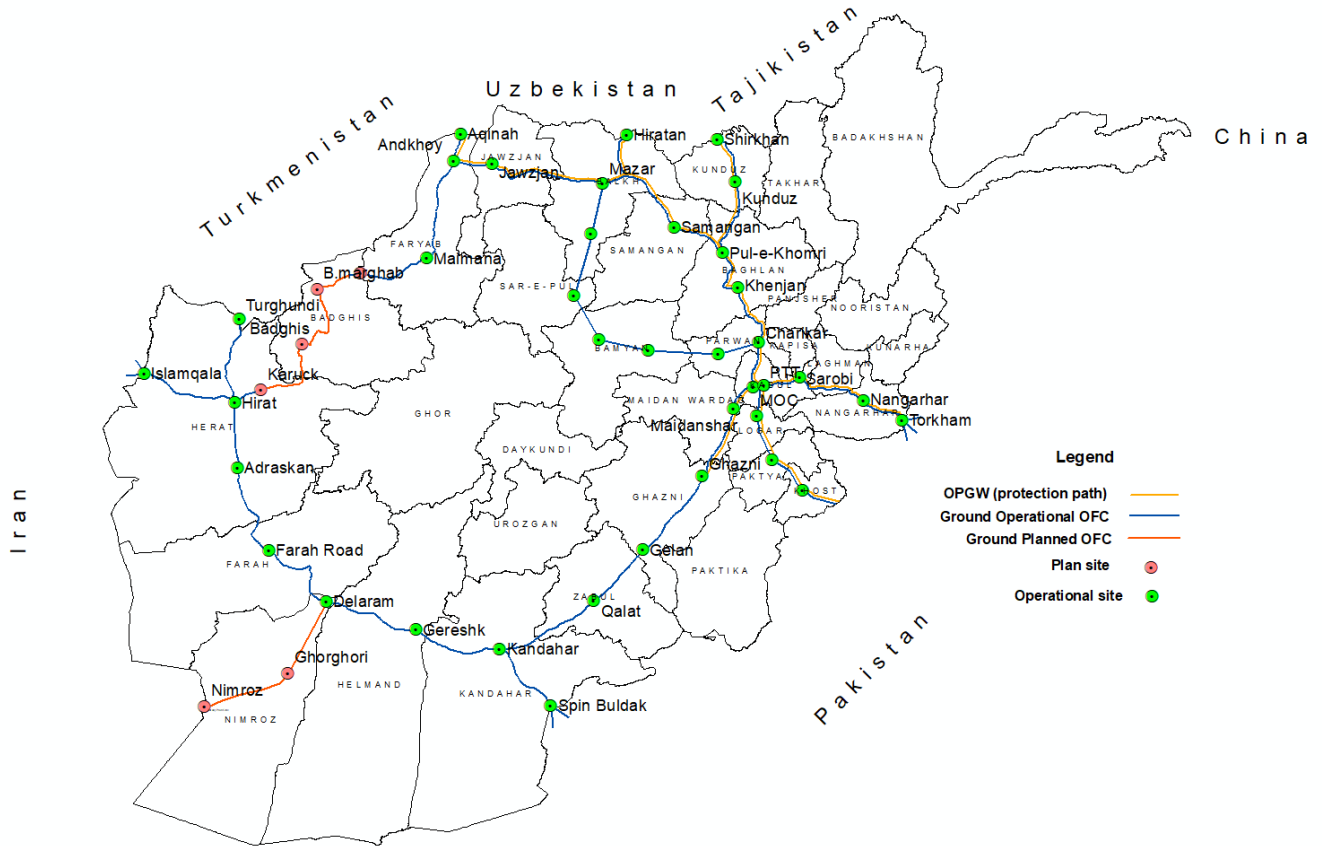 Tajikistan
Uzbekistan
Turkmenistan
China
Iran
Pakistan
Aqinah
Hiratan
Shirkhan
BADAKHSHAN
Andkhoy
JAWZJAN
Jawzjan
Mazar
BALKH
KUNDUZ
TAKHAR
Kunduz
Samangan
FARYAB
Maimana
SAMANGAN
Pul-e-Khomri
BAGHLAN
B.marghab
SAR-E-PUL
Khenjan
PANJSHER
NOORISTAN
Turghundi
BADGHIS
Badghis
Charikar
PARWAN
KAPISA
BAMYAN
KUNARHA
LAGHMAN
Islamqala
Karuck
PTT
Sarobi
KABUL
Hirat
MAIDAN WARDAG
MOC
Nangarhar
NANGARHAR
GHOR
HERAT
Maidanshar
LOGAR
Torkham
DAYKUNDI
Adraskan
Ghazni
PAKTYA
Legend
KHOST
GHAZNI
OPGW (protection path)
Ground Operational OFC
UROZGAN
Ground Planned OFC
Farah Road
FARAH
Gelan
Plan site
PAKTIKA
Operational site
Delaram
ZABUL
Qalat
Gereshk
Kandahar
Ghorghori
HELMAND
Nimroz
KANDAHAR
Spin Buldak
NIMROZ